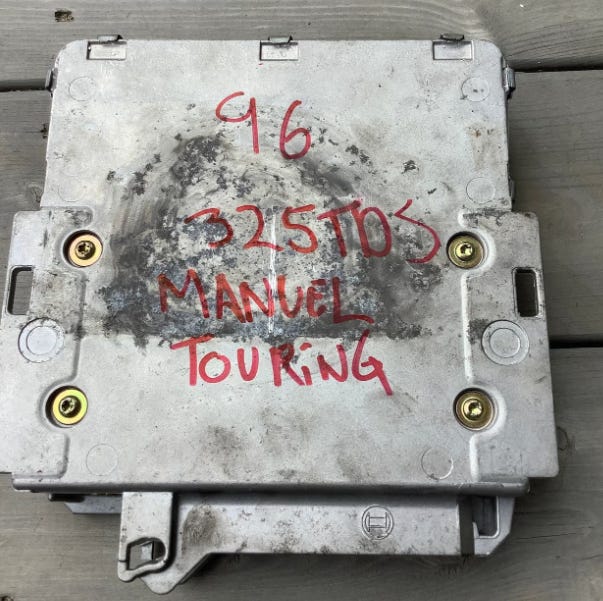 96
325TDS
MANUEL
TOURiNG